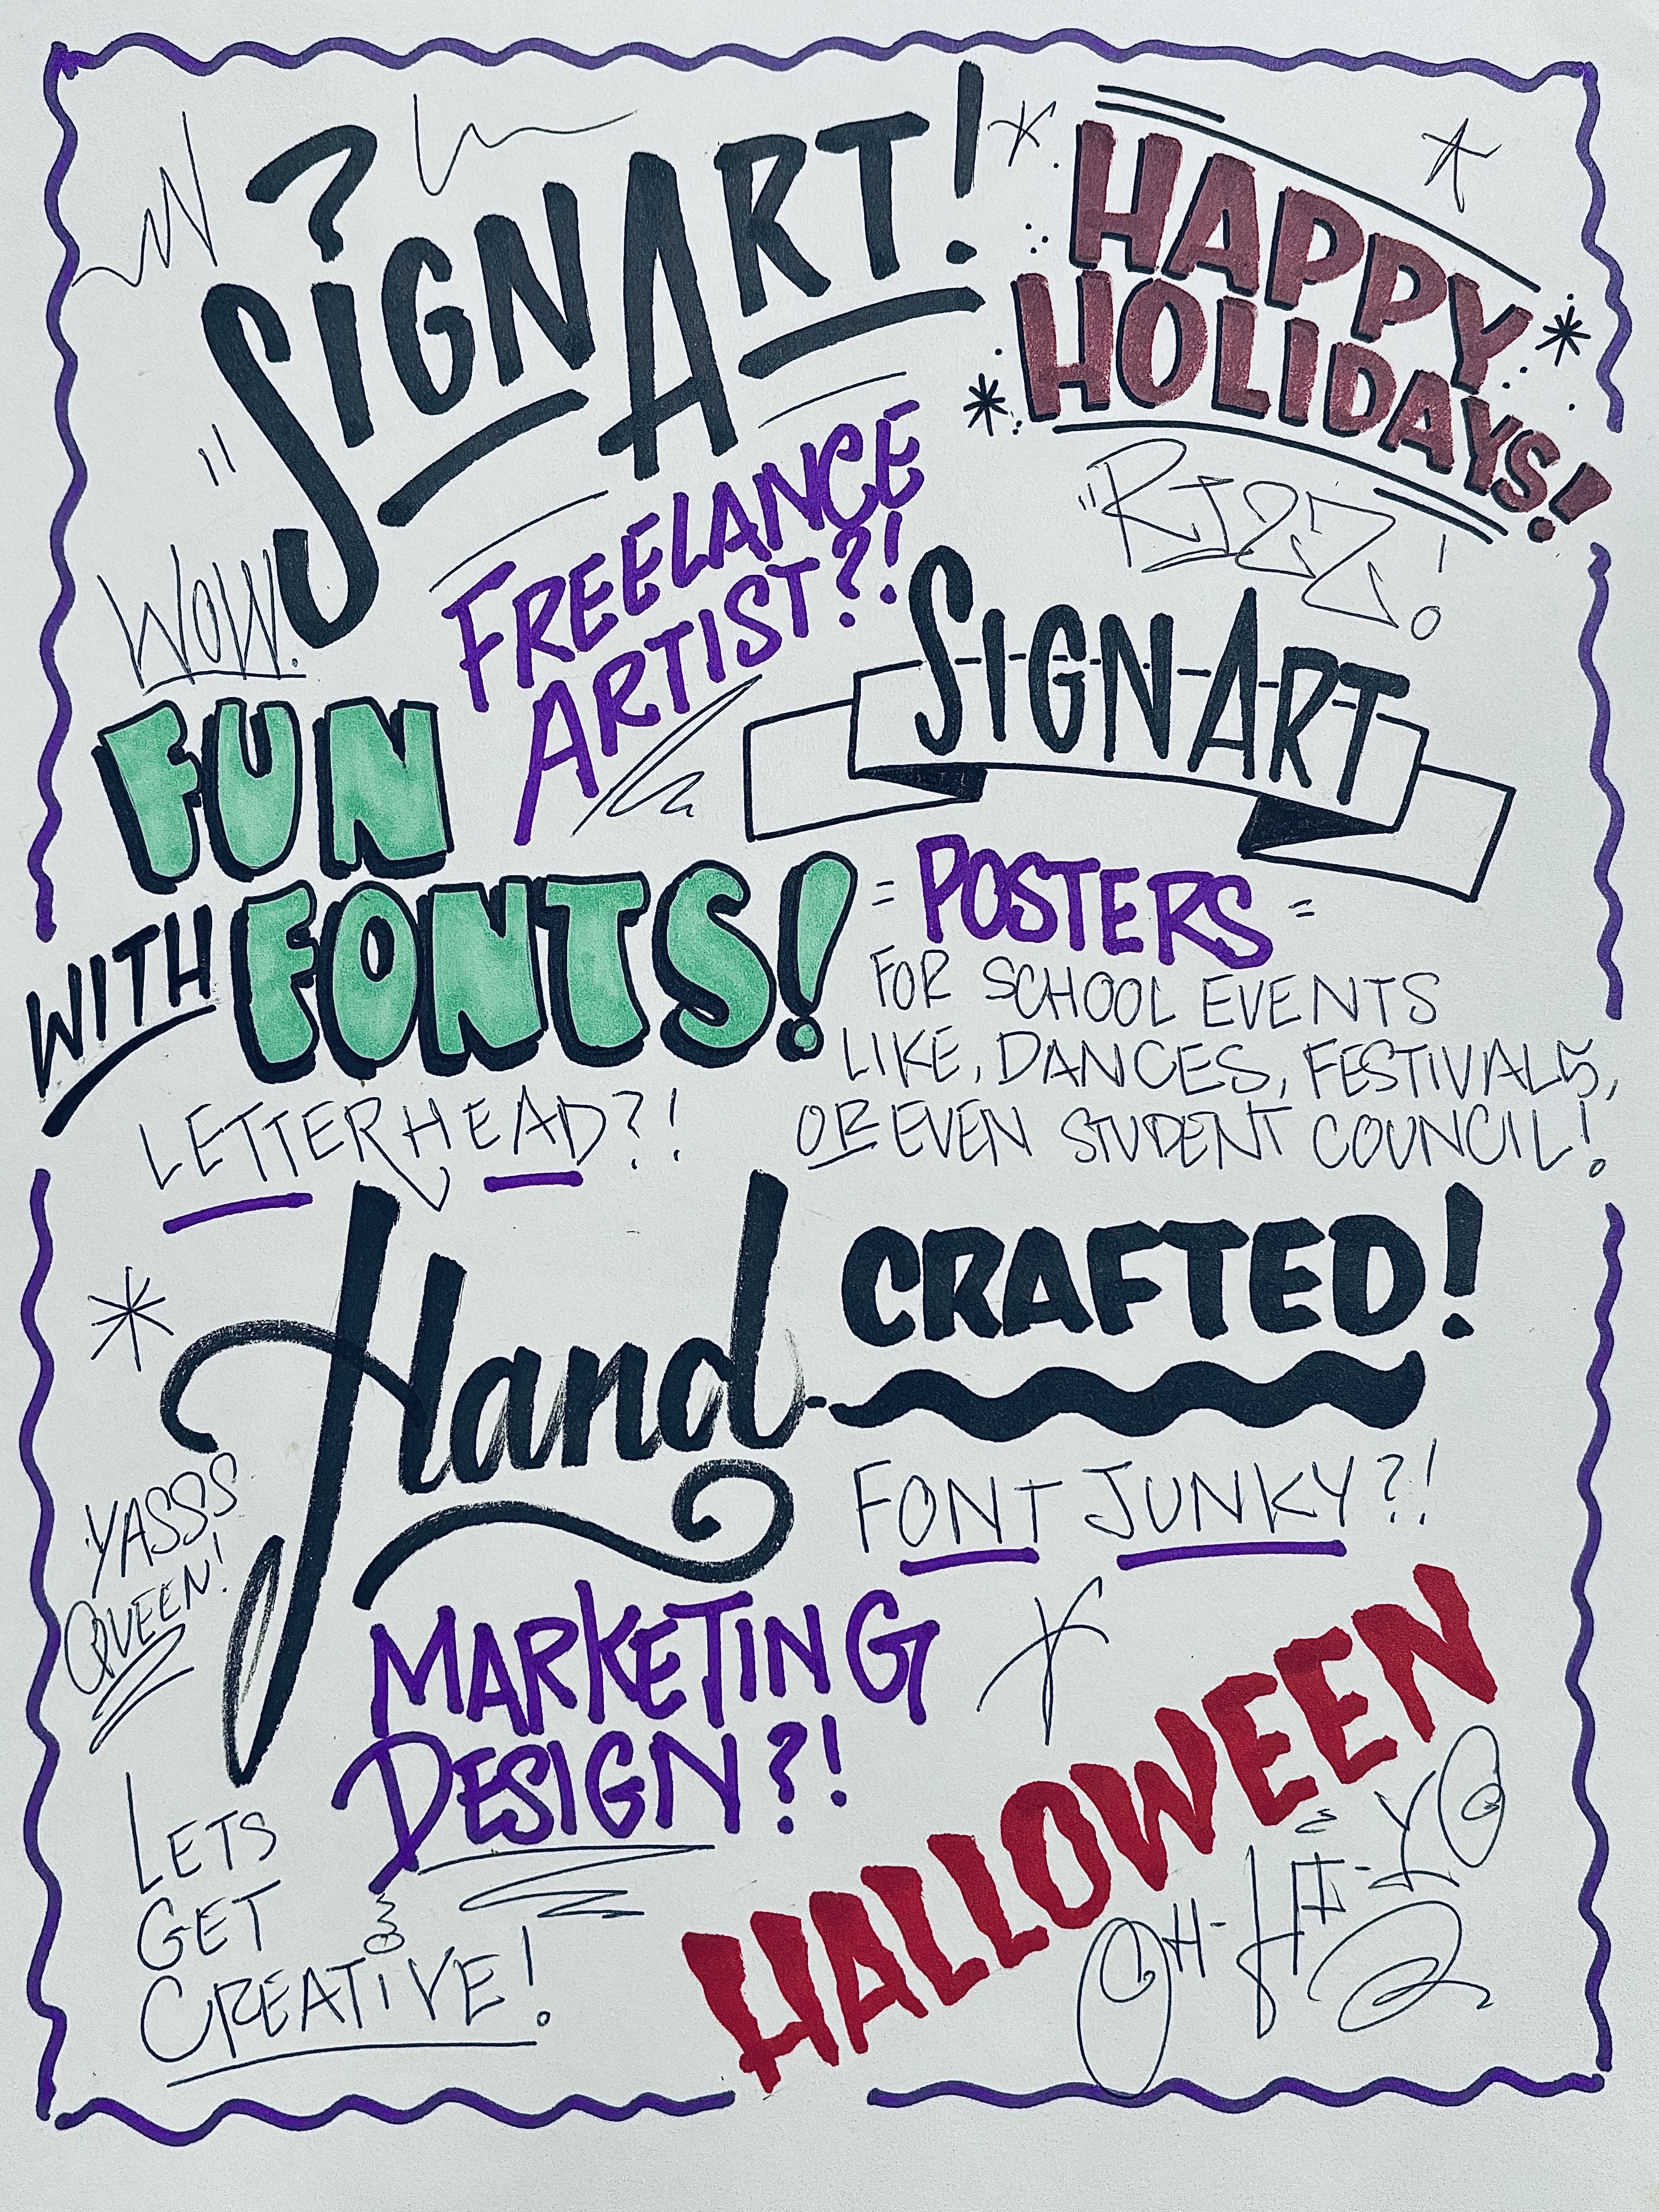 ? SIGN ART!
HAPPY
HOLIDAYS!
"RIZZ!
WOW.
FREELANCE
ARTIST?!
SIGN ART
FUN
WITH FONTS!
= POSTERS =
FOR SCHOOL EVENTS
LIKE, DANCES, FESTIVALS,
OR EVEN STUDENT COUNCIL!
LETTERHEAD?!
Hand-
CRAFTED!
FONT JUNKY?!
YASSS
QUEEN!
MARKETING
DESIGN?!
HALLOWEEN
LETS
GET
CREATIVE!
OH-HI-YO